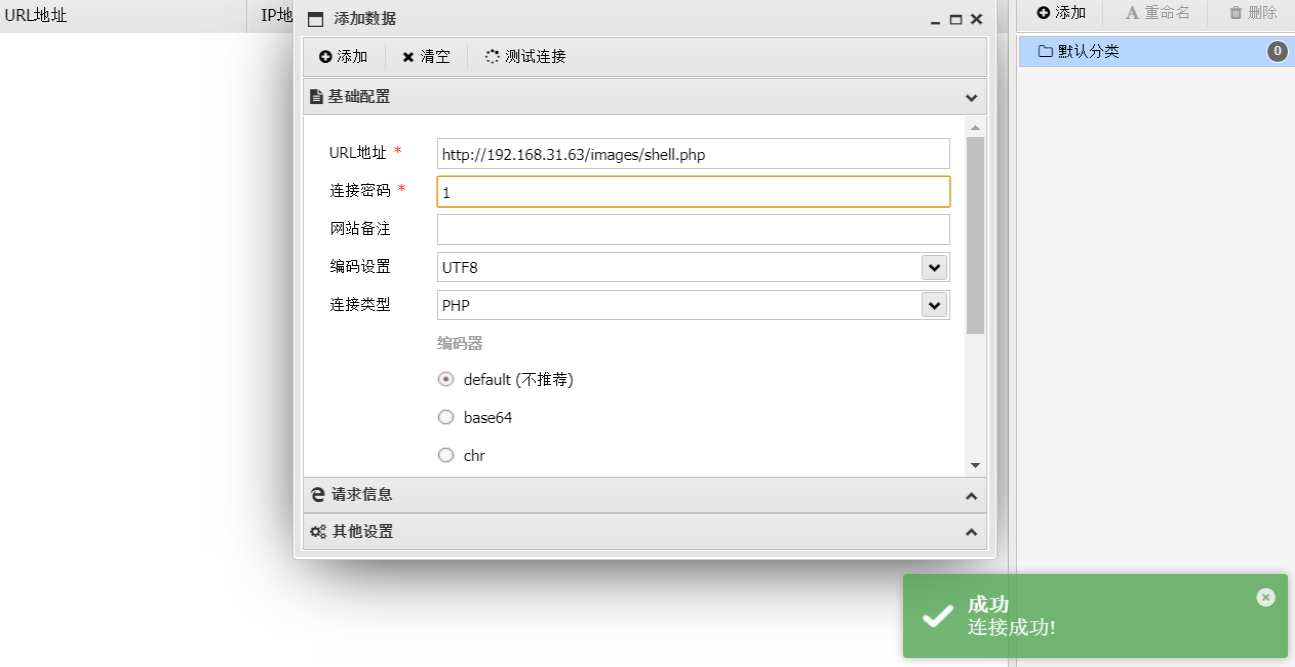 URL地址
IP地
添加数据
添加 清空 测试连接
基础配置
URL地址 * http://192.168.31.63/images/shell.php
连接密码 * 1
网站备注
编码设置 UTF8
连接类型 PHP
编码器
default (不推荐)
base64
chr
请求信息
其他设置
添加 重命名 删除
默认分类 0
成功
连接成功!